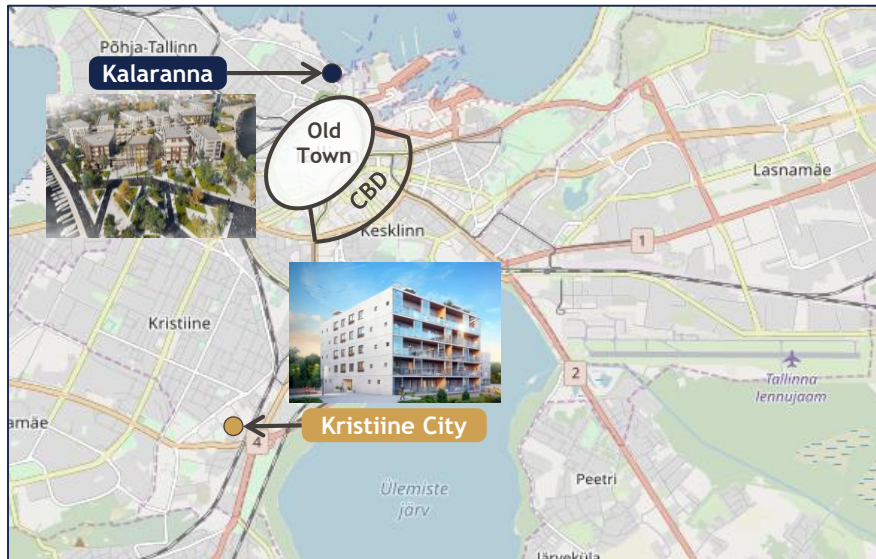 Põhja-Tallinn
Kalaranna
Old
Town
CBD
Kesklinn
Lasnamäe
1
Kristiine
2
Tallinna
lennujaam
Kristiine City
4
amäe
Ülemiste
järv
Peetri
Järveküla